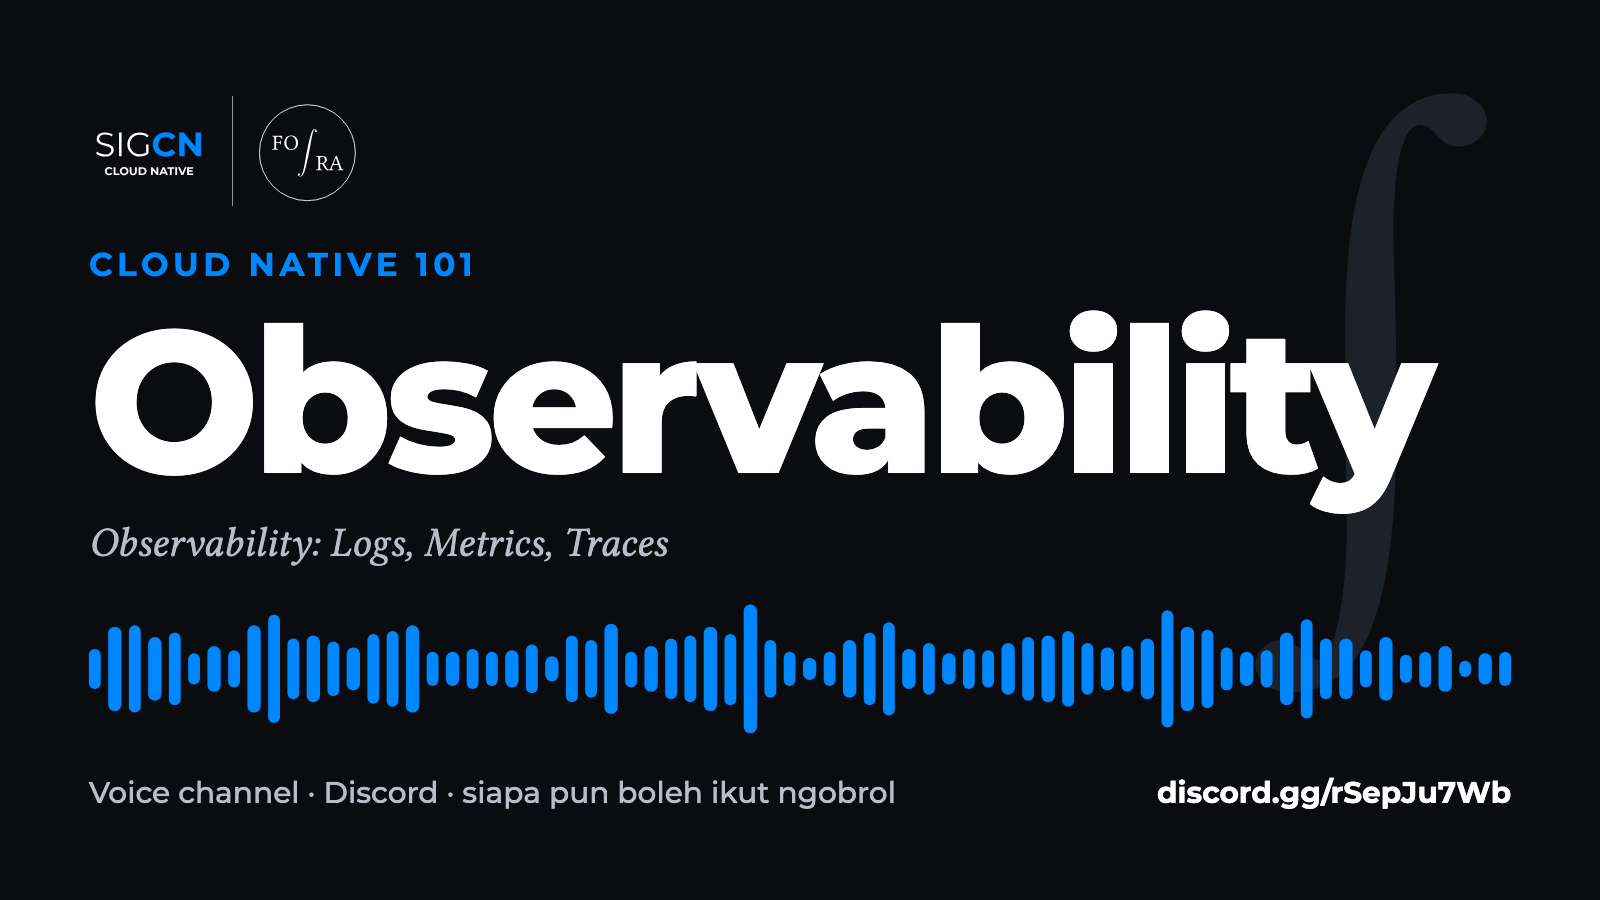 SIGCN
CLOUD NATIVE
FO∫RA
CLOUD NATIVE 101
Observability
Observability: Logs, Metrics, Traces
Voice channel · Discord · siapa pun boleh ikut ngobrol
discord.gg/rSepJu7Wb